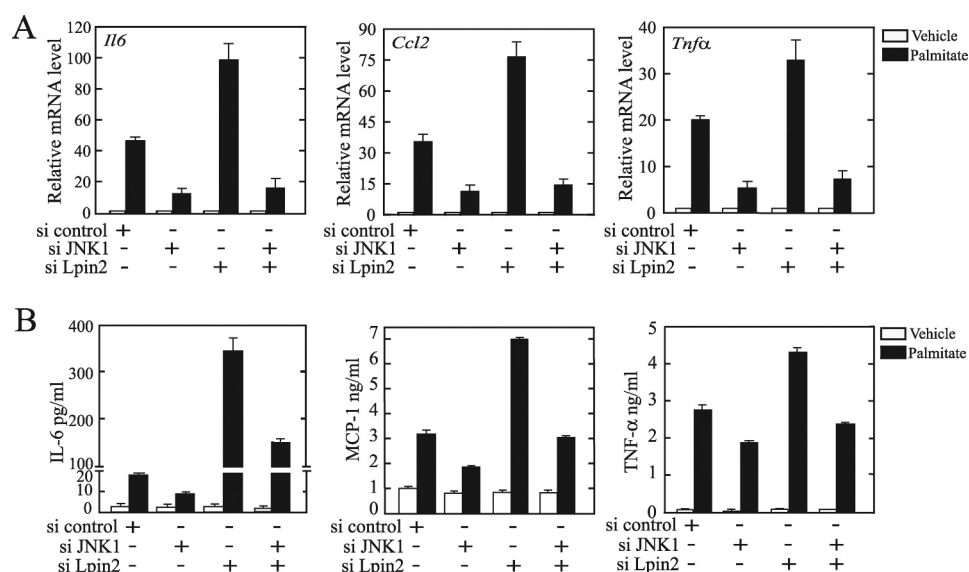 A
Il6
Ccl2
Tnfα
Vehicle
Palmitate
Relative mRNA level
120
100
80
60
40
20
0
Relative mRNA level
90
75
60
45
30
15
0
Relative mRNA level
40
30
20
10
0
si control + - - -
si JNK1 - + - +
si Lpin2 - - + +
si control + - - -
si JNK1 - + - +
si Lpin2 - - + +
si control + - - -
si JNK1 - + - +
si Lpin2 - - + +
B
Vehicle
Palmitate
IL-6 pg/ml
400
300
200
100
20
10
0
MCP-1 ng/ml
7
6
5
4
3
2
1
0
TNF-α ng/ml
5
4
3
2
1
0
si control + - - -
si JNK1 - + - +
si Lpin2 - - + +
si control + - - -
si JNK1 - + - +
si Lpin2 - - + +
si control + - - -
si JNK1 - + - +
si Lpin2 - - + +